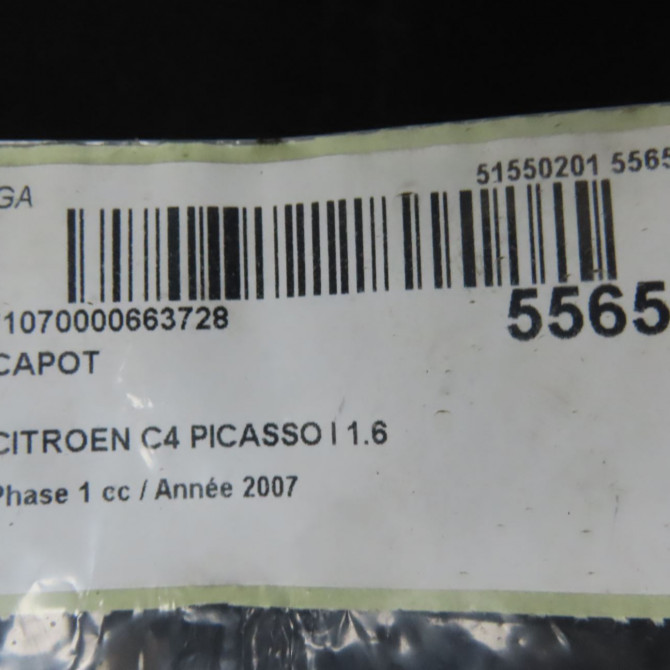 GA
51550201 5565
1070000663728
5565
CAPOT
CITROEN C4 PICASSO I 1.6
Phase 1 cc / Année 2007